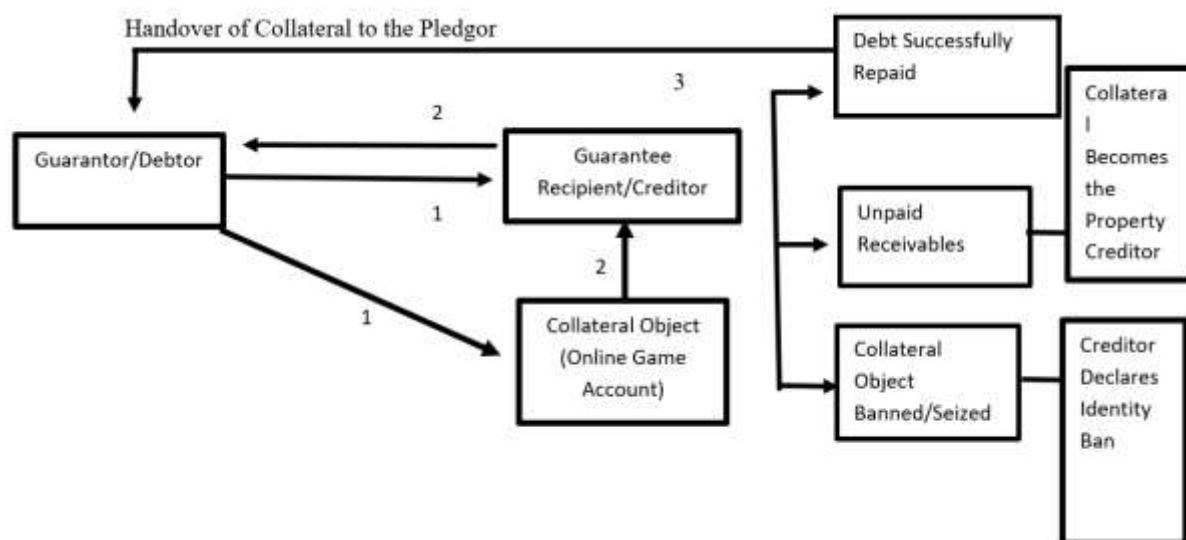 Handover of Collateral to the Pledgor
Debt Successfully
Repaid
3
Collatera
l
Becomes
the
Property
Creditor
2
Guarantor/Debtor
Guarantee
Recipient/Creditor
1
Unpaid
Receivables
2
1
Collateral Object
(Online Game
Account)
Collateral
Object
Banned/Seized
Creditor
Declares
Identity
Ban